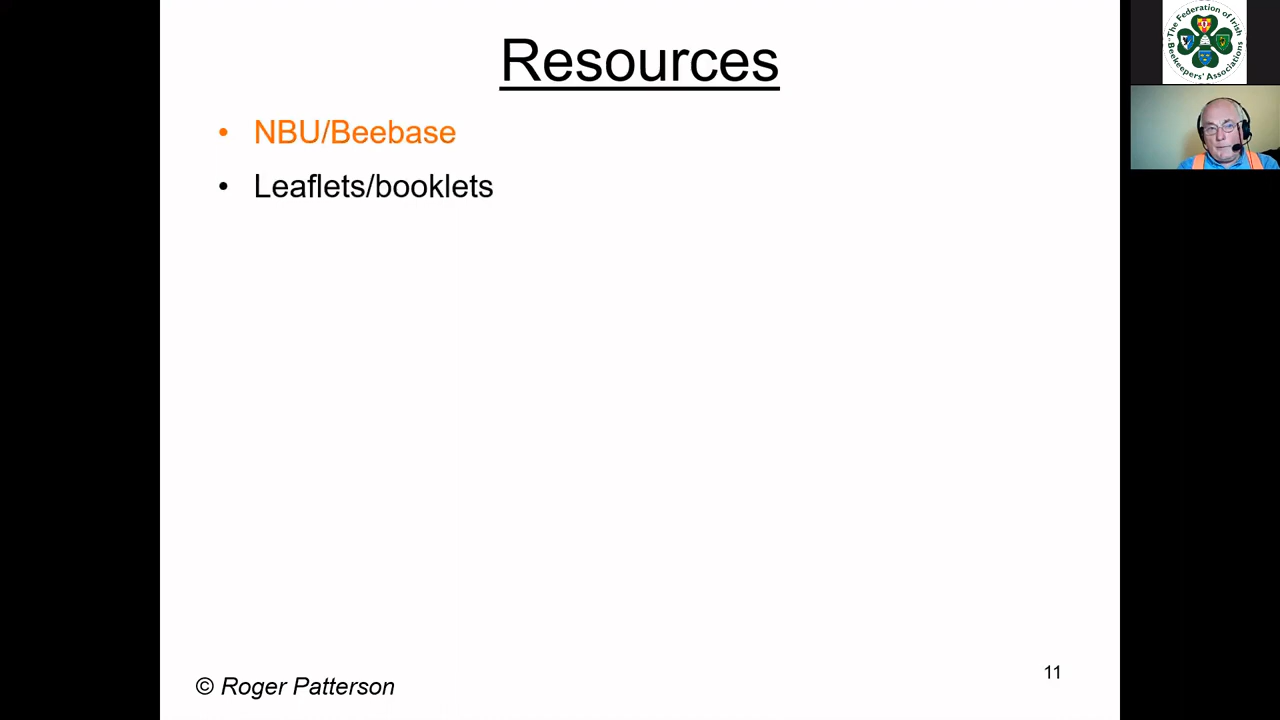 Resources
• NBU/Beebase
• Leaflets/booklets
© Roger Patterson
11
"The Federation of Irish
Beekeepers' Associations"